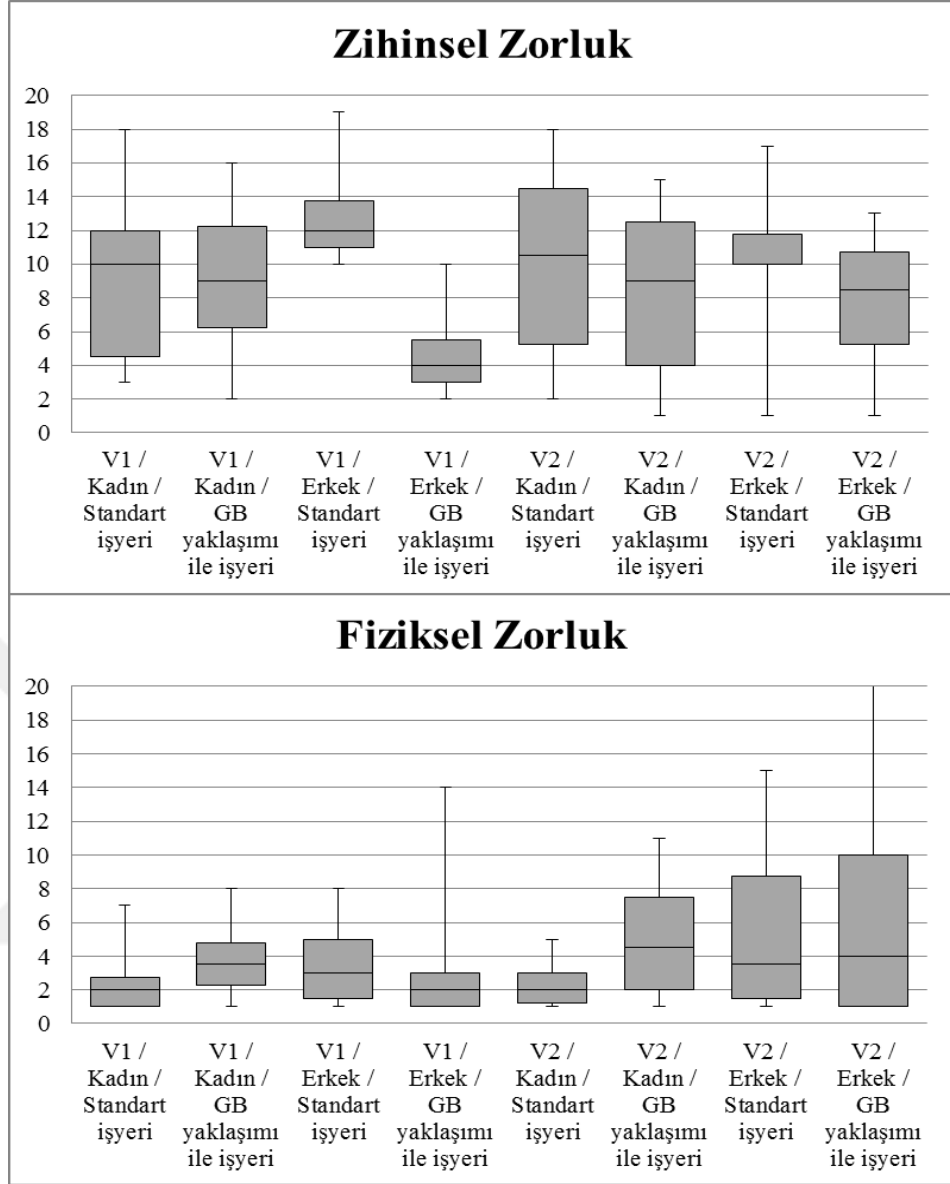 Zihinsel Zorluk
20
18
16
14
12
10
8
6
4
2
0
V1 / V1 / V1 / V1 / V2 / V2 / V2 / V2 /
Kadın / Kadın / Erkek / Erkek / Kadın / Kadın / Erkek / Erkek /
Standart GB Standart GB Standart GB Standart GB
işyeri yaklaşımı işyeri yaklaşımı işyeri yaklaşımı işyeri yaklaşımı
ile işyeri ile işyeri ile işyeri ile işyeri
Fiziksel Zorluk
20
18
16
14
12
10
8
6
4
2
0
V1 / V1 / V1 / V1 / V2 / V2 / V2 / V2 /
Kadın / Kadın / Erkek / Erkek / Kadın / Kadın / Erkek / Erkek /
Standart GB Standart GB Standart GB Standart GB
işyeri yaklaşımı işyeri yaklaşımı işyeri yaklaşımı işyeri yaklaşımı
ile işyeri ile işyeri ile işyeri ile işyeri